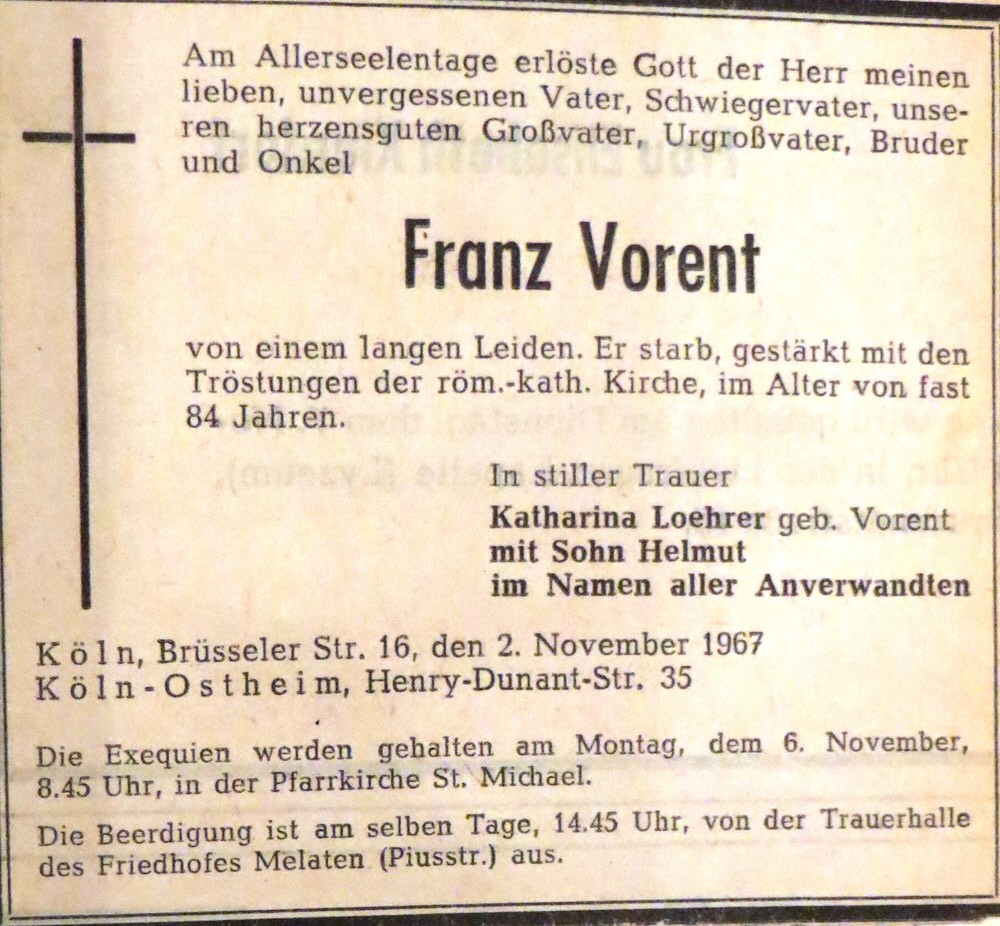 Am Allerseelentage erlöste Gott der Herr meinen
lieben, unvergessenen Vater, Schwiegervater, unse-
ren herzensguten Großvater, Urgroßvater, Bruder
und Onkel
Franz Vorent
von einem langen Leiden. Er starb, gestärkt mit den
Tröstungen der röm.-kath. Kirche, im Alter von fast
84 Jahren.
In stiller Trauer
Katharina Loehrer geb. Vorent
mit Sohn Helmut
im Namen aller Anverwandten
Köln, Brüsseler Str. 16, den 2. November 1967
Köln-Ostheim, Henry-Dunant-Str. 35
Die Exequien werden gehalten am Montag, dem 6. November,
8.45 Uhr, in der Pfarrkirche St. Michael.
Die Beerdigung ist am selben Tage, 14.45 Uhr, von der Trauerhalle
des Friedhofes Melaten (Piusstr.) aus.